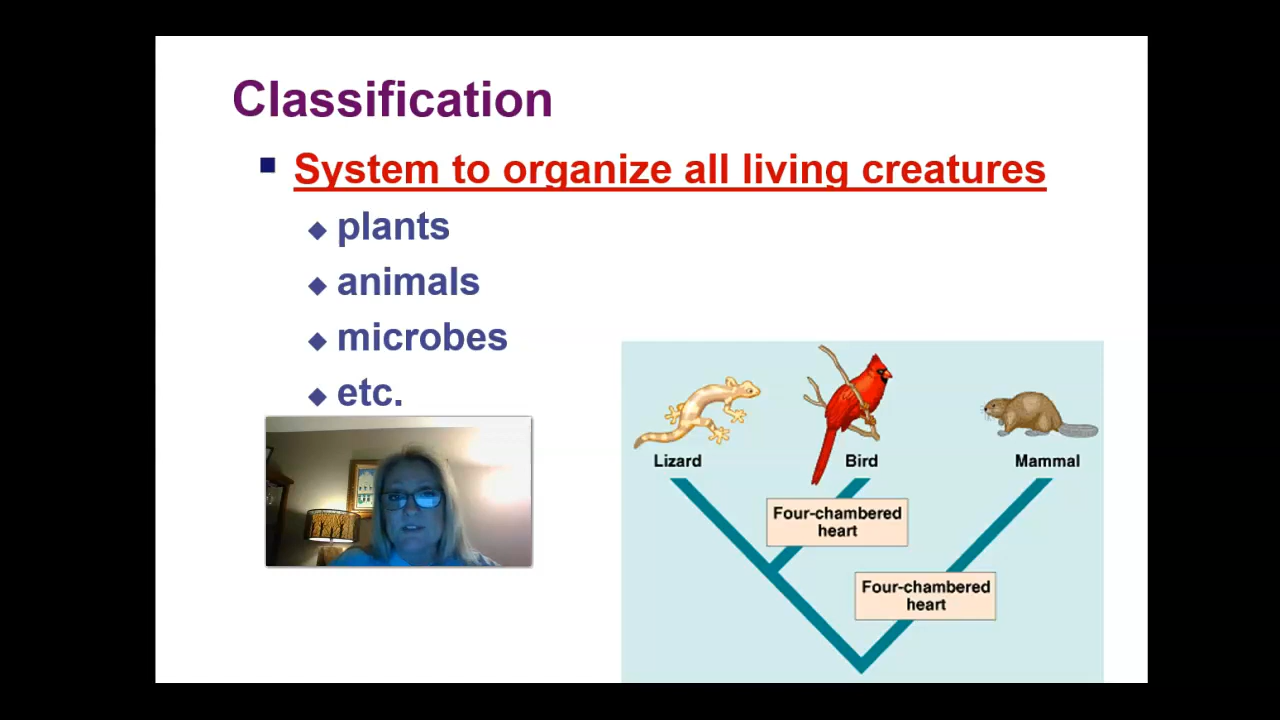 Classification
System to organize all living creatures
plants
animals
microbes
etc.
Lizard
Bird
Mammal
Four-chambered
heart
Four-chambered
heart